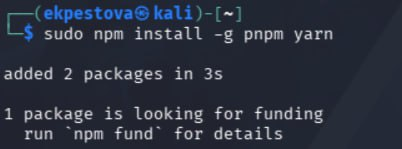 ┌──(ekpestova㉿kali)-[~]
└─$ sudo npm install -g pnpm yarn
added 2 packages in 3s
1 package is looking for funding
  run `npm fund` for details